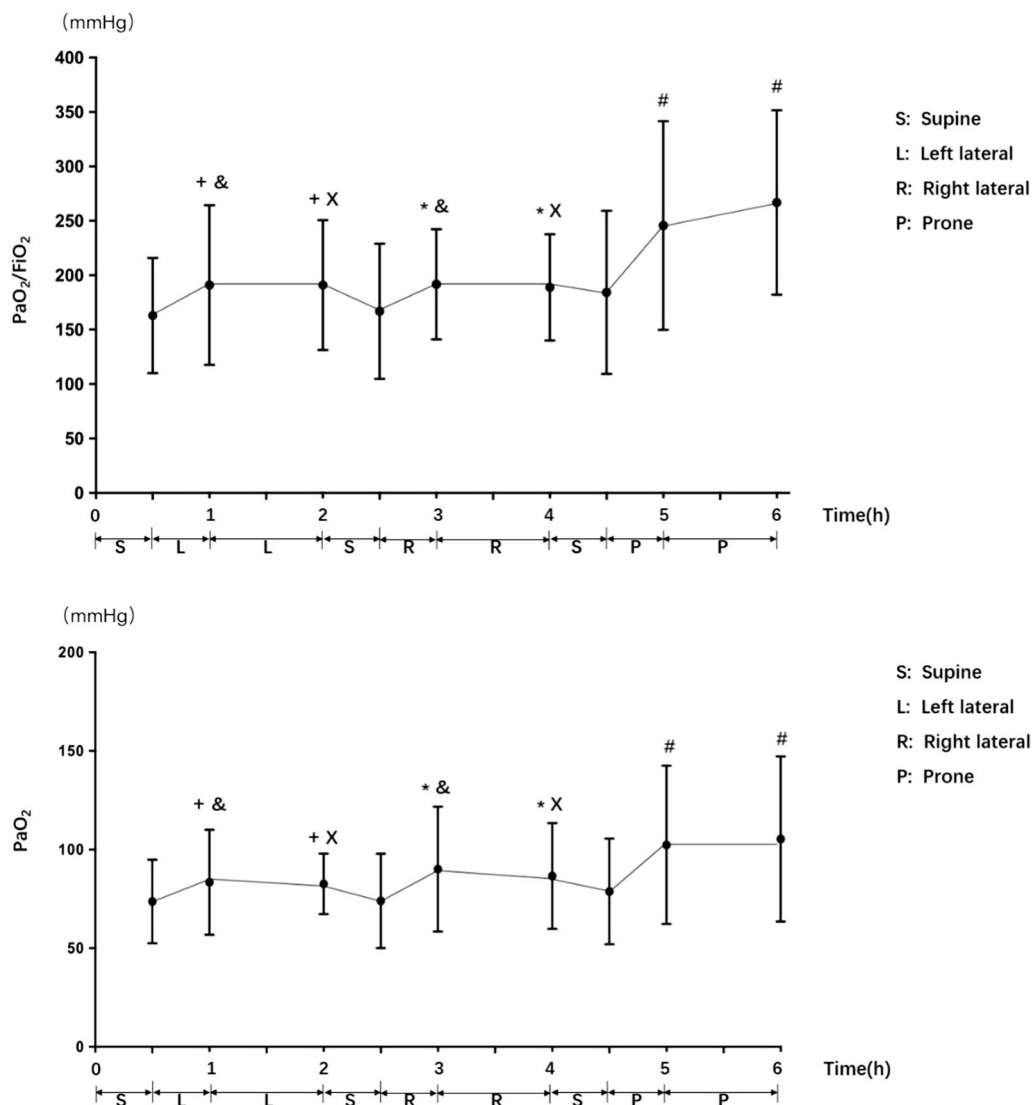 （mmHg）
400
350
300
250
200
150
100
50
0
PaO₂/FiO₂
+ &
+ X
* &
* X
#
#
S: Supine
L: Left lateral
R: Right lateral
P: Prone
0 1 2 3 4 5 6 Time(h)
S L L S R R S P P
（mmHg）
200
150
100
50
0
PaO₂
+ &
+ X
* &
* X
#
#
S: Supine
L: Left lateral
R: Right lateral
P: Prone
0 1 2 3 4 5 6 Time(h)
S L L S R R S P P